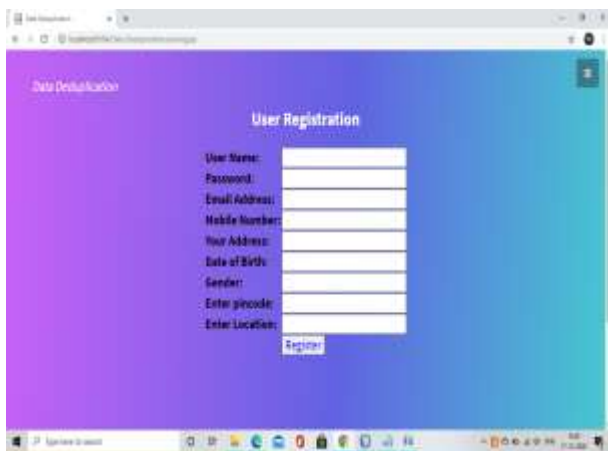 Data Deduplication
User Registration
User Name:
Password:
Email Address:
Mobile Number:
Your Address:
Date of Birth:
Gender:
Enter pincode:
Enter Location:
Register